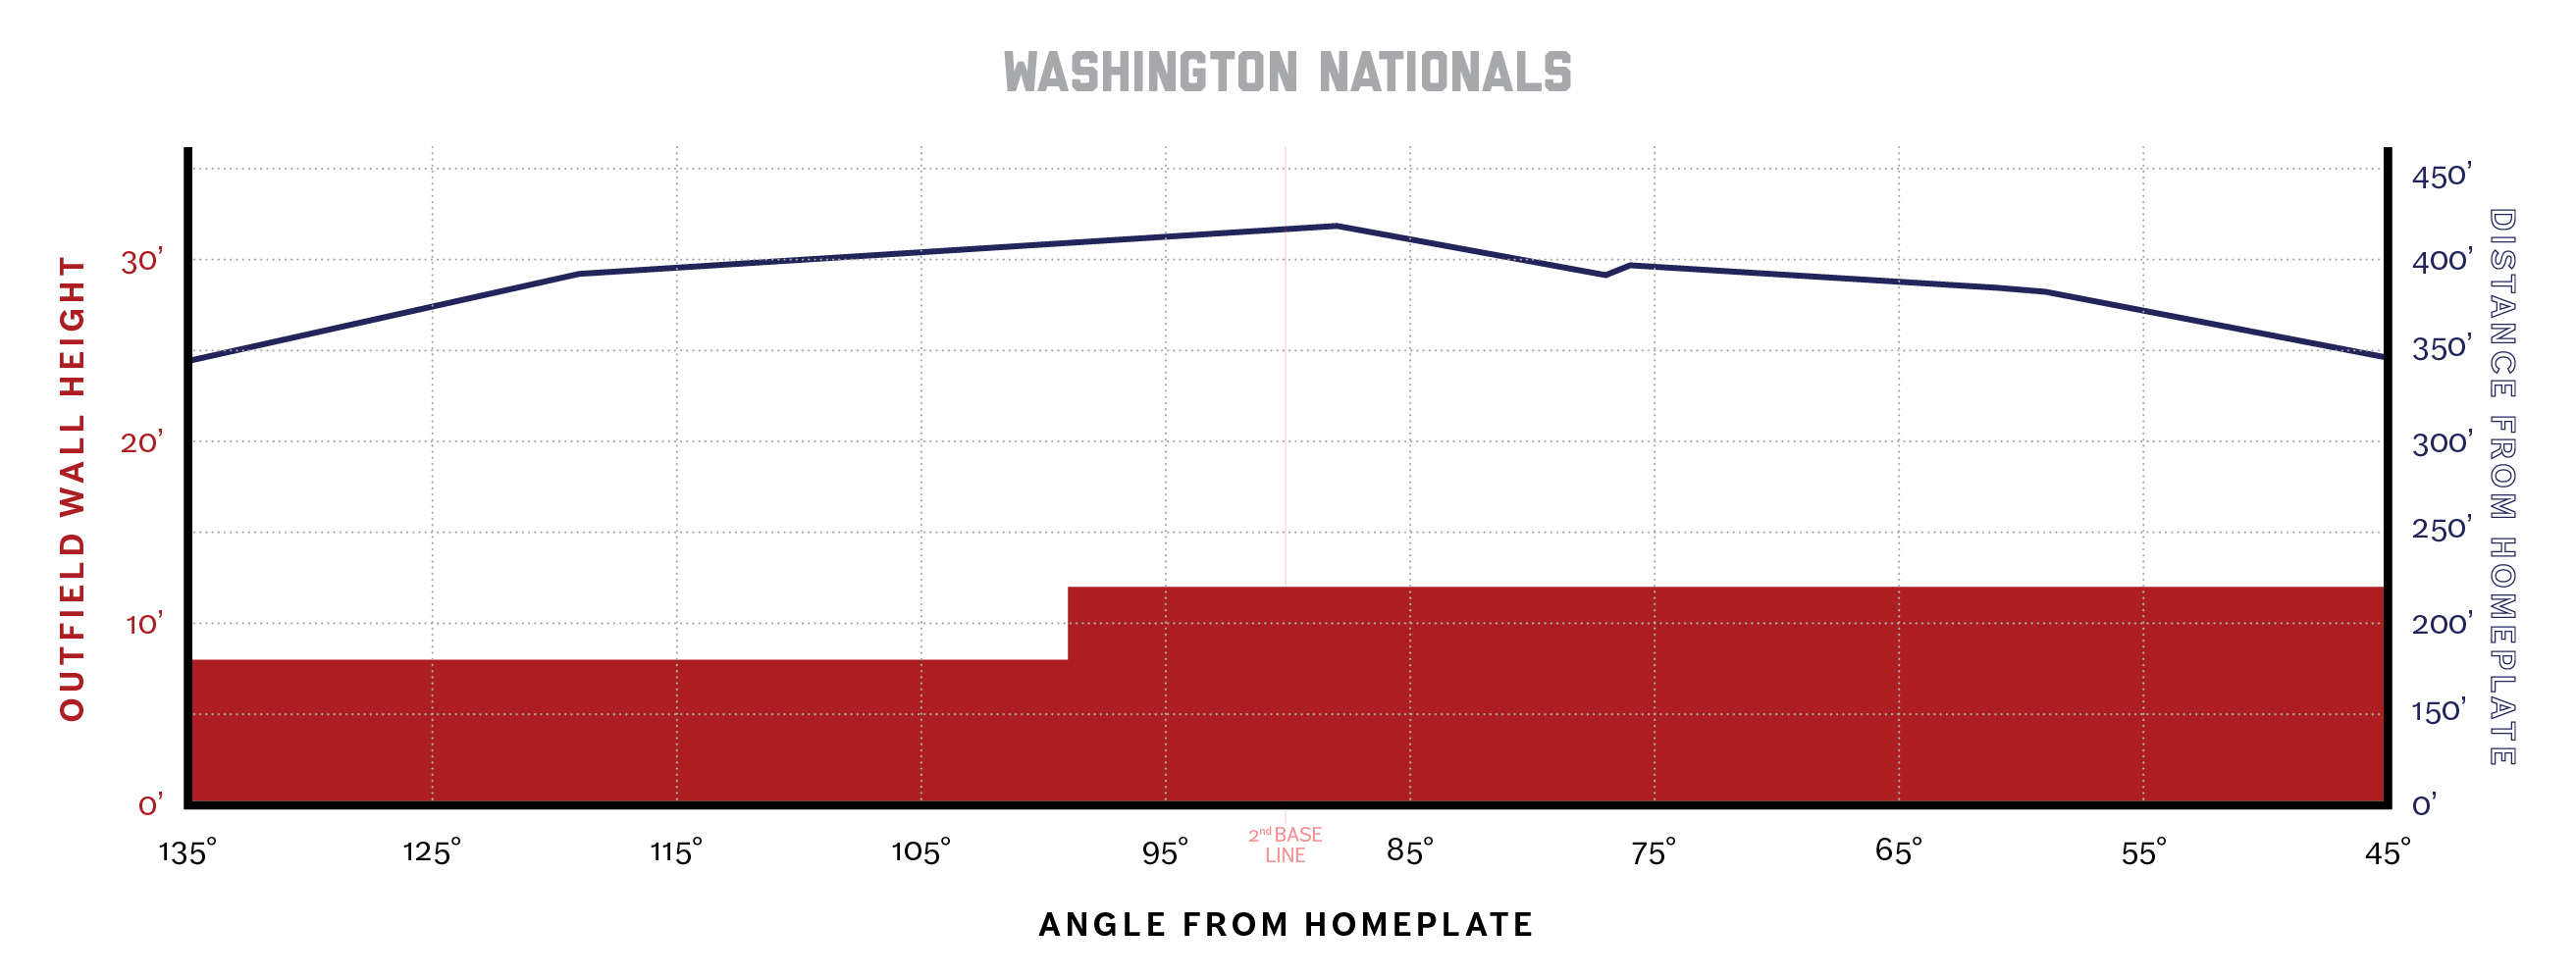 WASHINGTON NATIONALS
OUTFIELD WALL HEIGHT
30’
20’
10’
0’
450’
400’
350’
300’
250’
200’
150’
0’
DISTANCE FROM HOMEPLATE
135° 125° 115° 105° 95° 85° 75° 65° 55° 45°
2nd BASE
LINE
ANGLE FROM HOMEPLATE